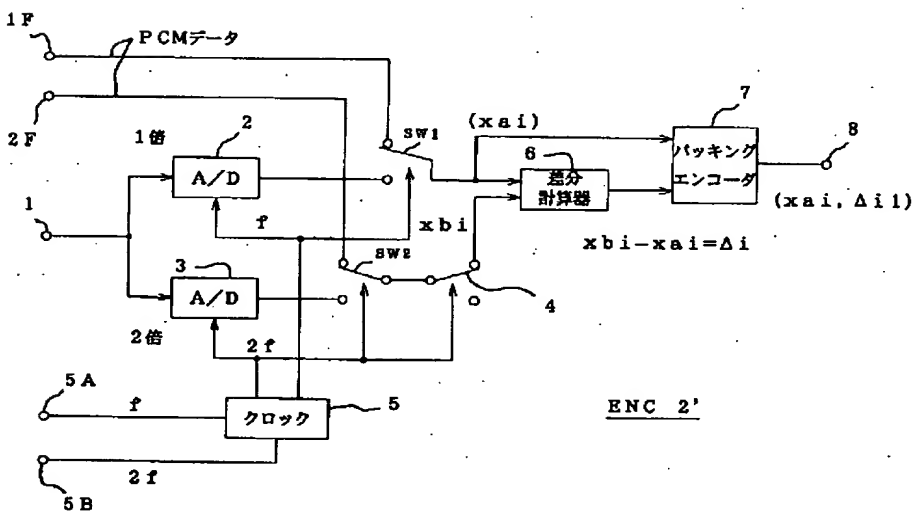 1F
PCMデータ
2F
1倍
2
SW1
(xai)
7
A/D
6
パッキング
エンコーダ
8
差分
計算器
1
f
xbi
(xai, Δi1)
xbi-xai=Δi
3
SW2
A/D
4
2倍
2f
5A
f
クロック
5
ENC 2'
2f
5B